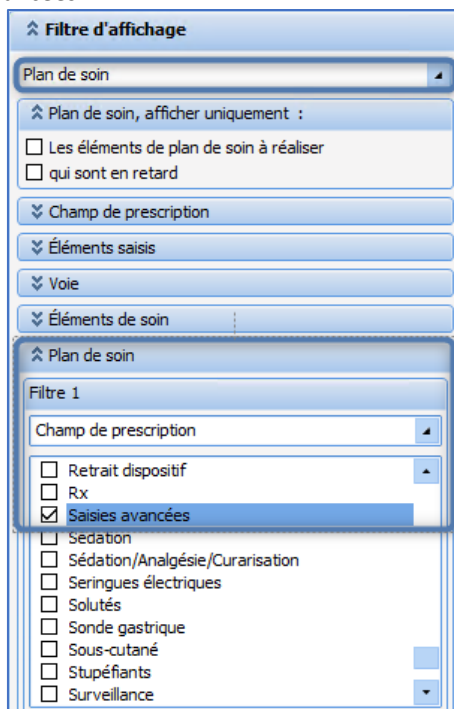 Filtre d'affichage
Plan de soin
Plan de soin, afficher uniquement :
Les éléments de plan de soin à réaliser
qui sont en retard
Champ de prescription
Éléments saisis
Voie
Éléments de soin
Plan de soin
Filtre 1
Champ de prescription
Retrait dispositif
Rx
Saisies avancées
Sédation
Sédation/Analgésie/Curarisation
Seringues électriques
Solutés
Sonde gastrique
Sous-cutané
Stupéfiants
Surveillance